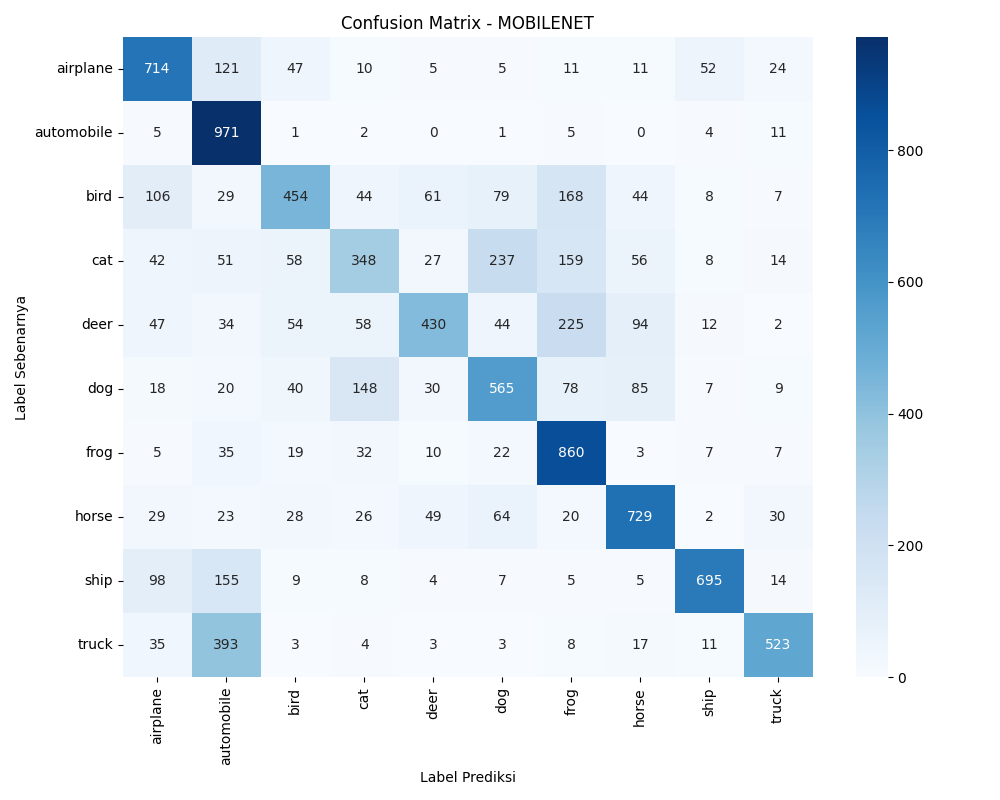 Confusion Matrix - MOBILENET
airplane 714 121 47 10 5 5 11 11 52 24
automobile 5 971 1 2 0 1 5 0 4 11
bird 106 29 454 44 61 79 168 44 8 7
cat 42 51 58 348 27 237 159 56 8 14
deer 47 34 54 58 430 44 225 94 12 2
dog 18 20 40 148 30 565 78 85 7 9
frog 5 35 19 32 10 22 860 3 7 7
horse 29 23 28 26 49 64 20 729 2 30
ship 98 155 9 8 4 7 5 5 695 14
truck 35 393 3 4 3 3 8 17 11 523
airplane automobile bird cat deer dog frog horse ship truck
Label Prediksi
Label Sebenarnya
800
600
400
200
0